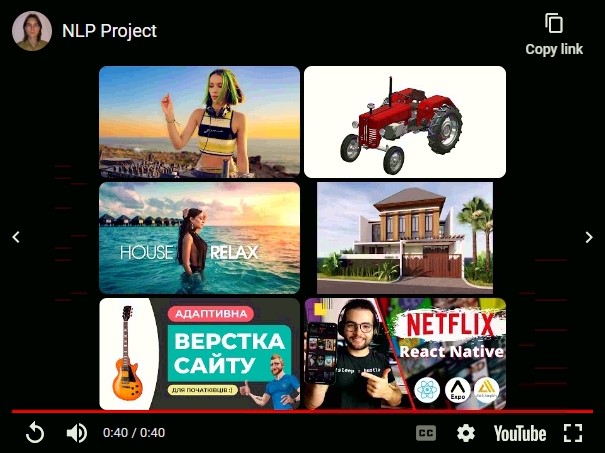 NLP Project
Copy link
HOUSE RELAX
АДАПТИВНА
ВЕРСТКА
САЙТУ
ДЛЯ ПОЧАТКІВЦІВ :)
NETFLIX
React Native
Expo
0:40 / 0:40
CC
YouTube